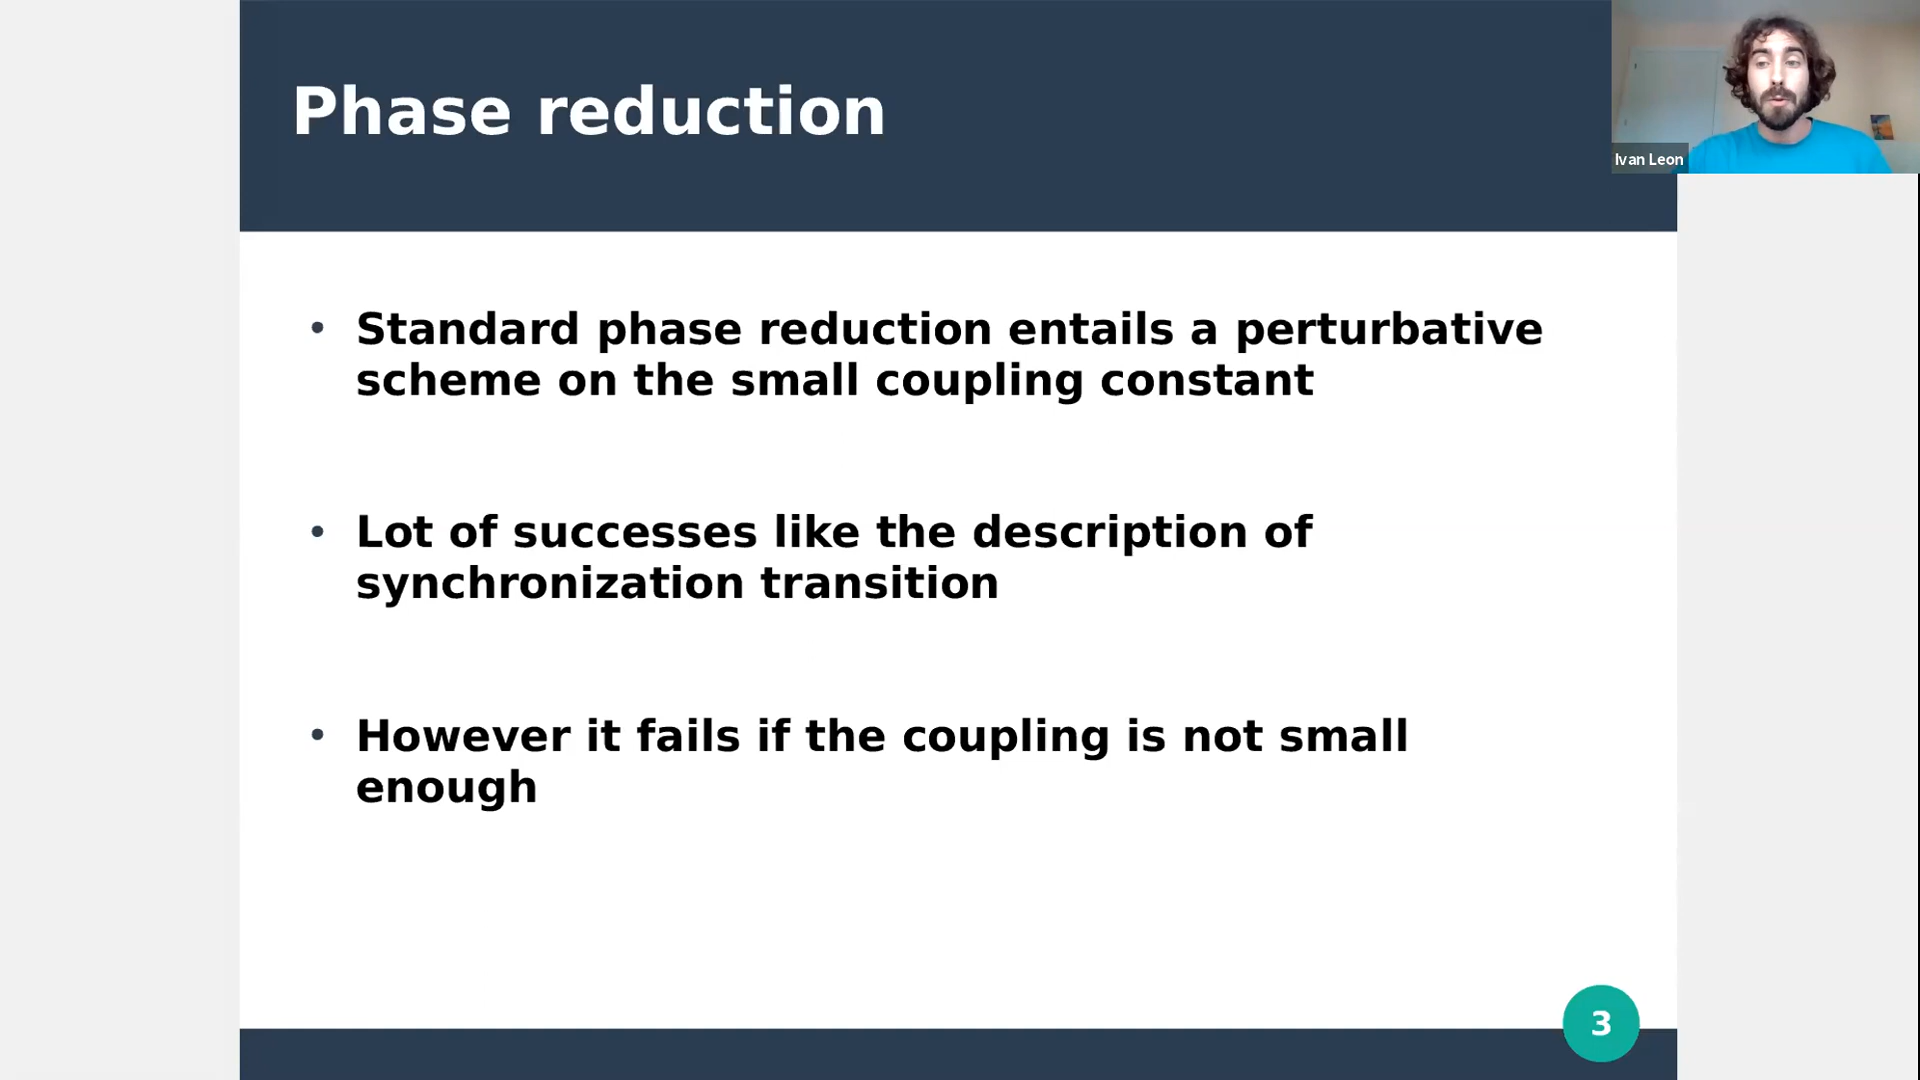 Phase reduction
Ivan Leon
• Standard phase reduction entails a perturbative
scheme on the small coupling constant
• Lot of successes like the description of
synchronization transition
• However it fails if the coupling is not small
enough
3